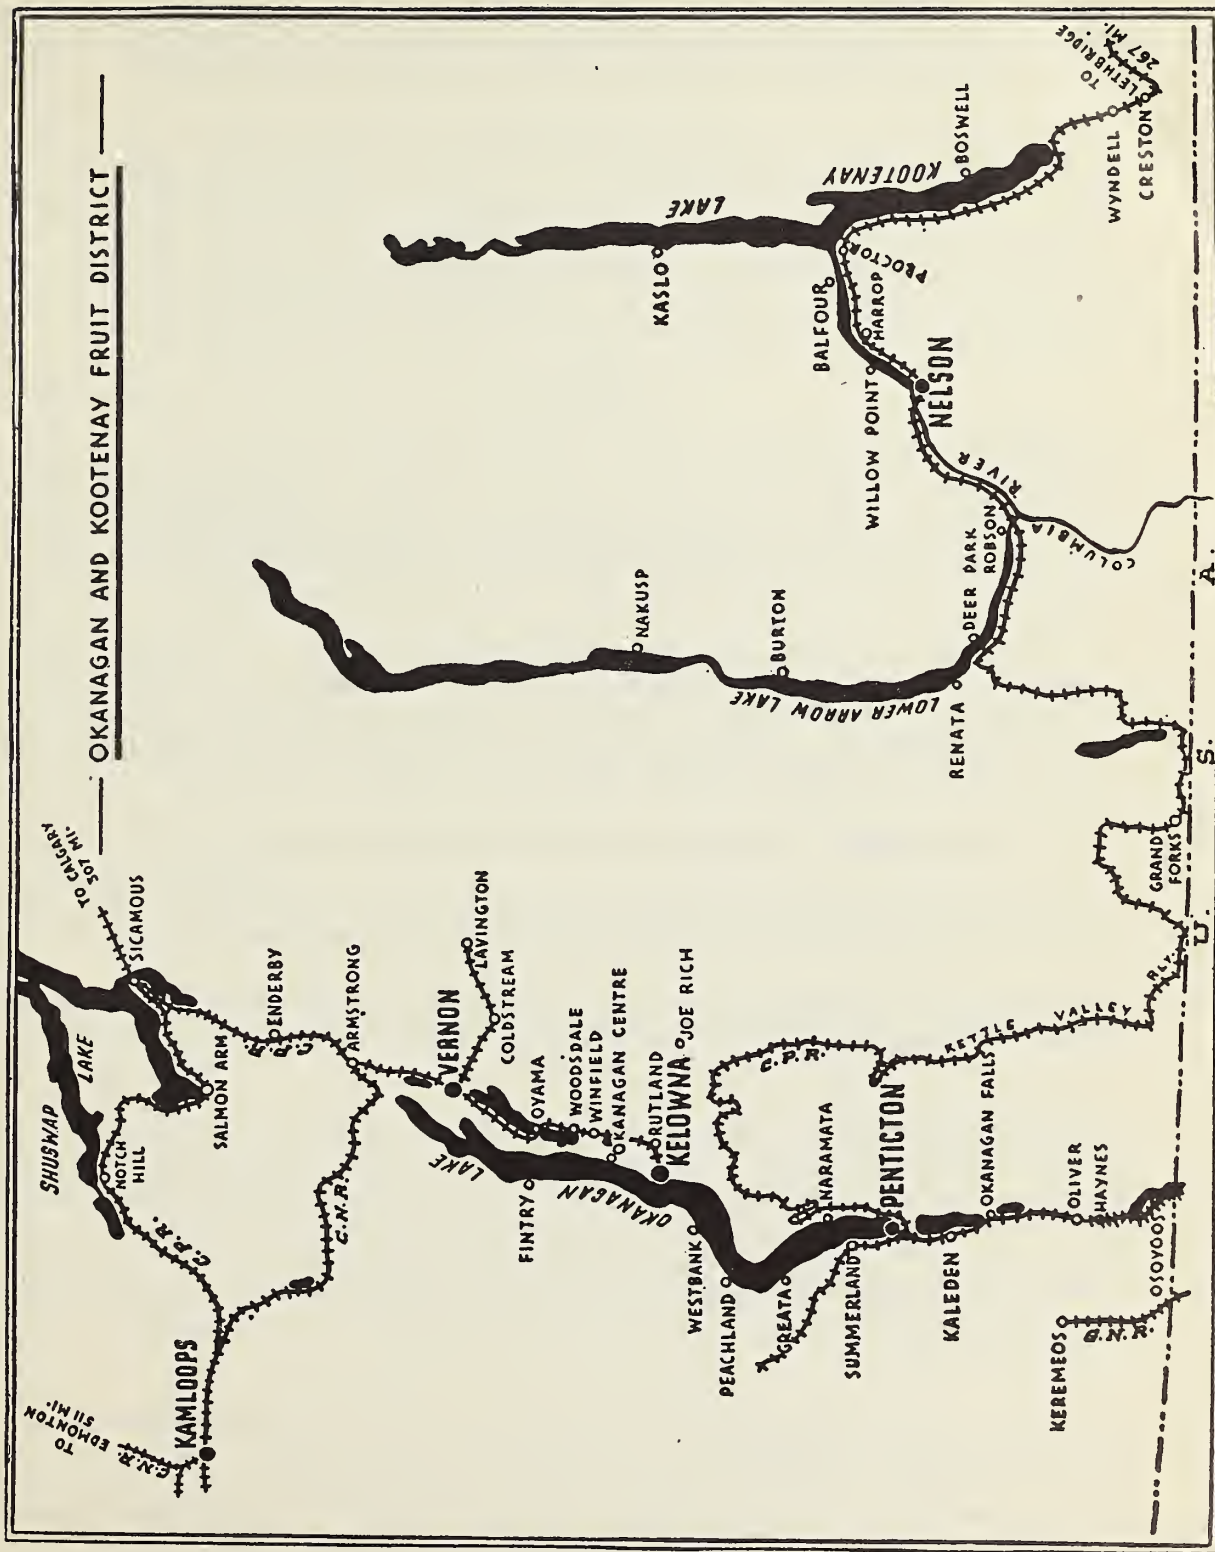 OKANAGAN AND KOOTENAY FRUIT DISTRICT
TO
EDMONTON
511 MI.
C.N.R.
KAMLOOPS
SHUSWAP
LAKE
NOTCH
HILL
C.P.R.
SALMON ARM
SICAMOUS
TO CALGARY
307 MI.
C.N.R.
ENDERBY
C.P.R.
ARMSTRONG
VERNON
LAVINGTON
COLDSTREAM
OYAMA
WOODSDALE
WINFIELD
OKANAGAN CENTRE
RUTLAND
KELOWNA
JOE RICH
FINTRY
OKANAGAN
LAKE
WESTBANK
PEACHLAND
GREATA
SUMMERLAND
NARAMATA
C.P.R.
PENTICTON
KALEDEN
OKANAGAN FALLS
KETTLE VALLEY RLY.
OLIVER
HAYNES
OSOYOOS
KEREMEOS
GRAND
FORKS
NAKUSP
BURTON
LOWER ARROW LAKE
RENATA
DEER PARK
ROBSON
COLUMBIA
RIVER
KASLO
LAKE
KOOTENAY
BALFOUR
PROCTOR
HARROP
WILLOW POINT
NELSON
BOSWELL
WYNDELL
CRESTON
TO
LETHBRIDGE
267 MI.
U. S. A.